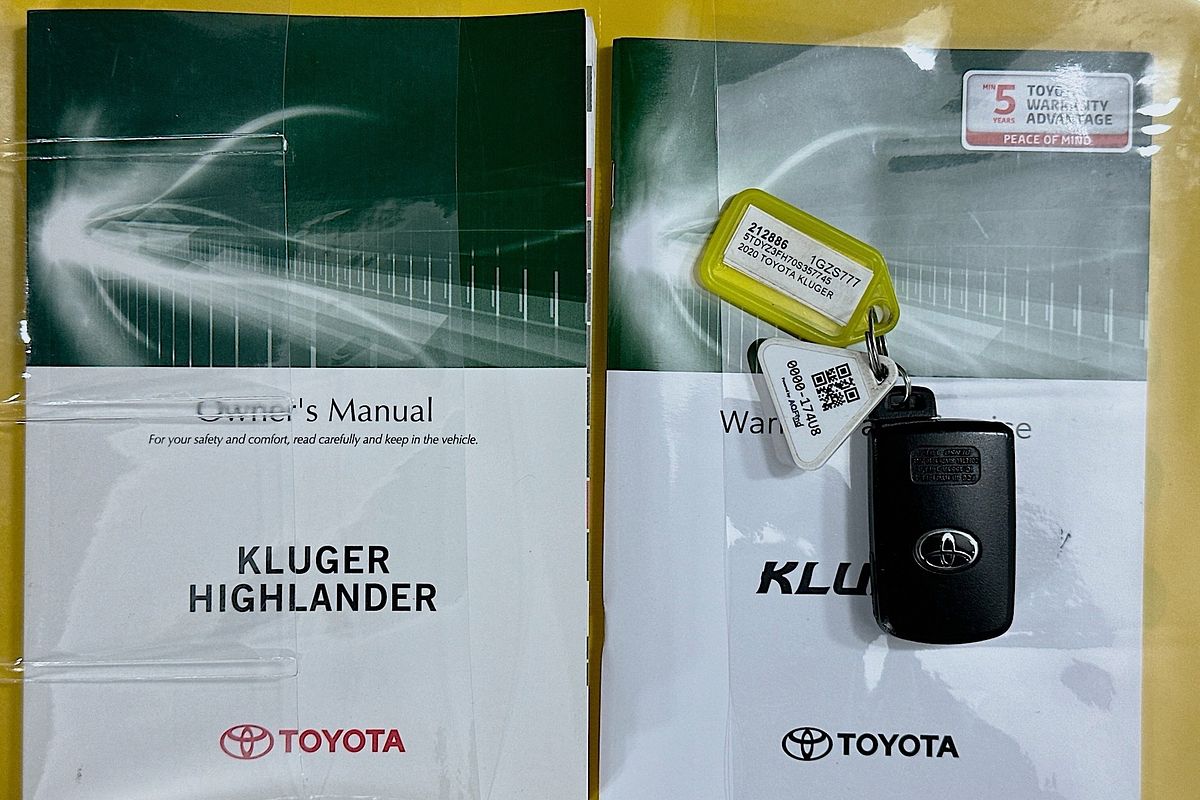 Owner's Manual
For your safety and comfort, read carefully and keep in the vehicle.
KLUGER
HIGHLANDER
TOYOTA
MIN 5 YEARS
TOYOTA
WARRANTY
ADVANTAGE
PEACE OF MIND
212886
1GZS777
5TDYZ3FH70S357745
2020 TOYOTA KLUGER
0000-174U8
KLU
TOYOTA